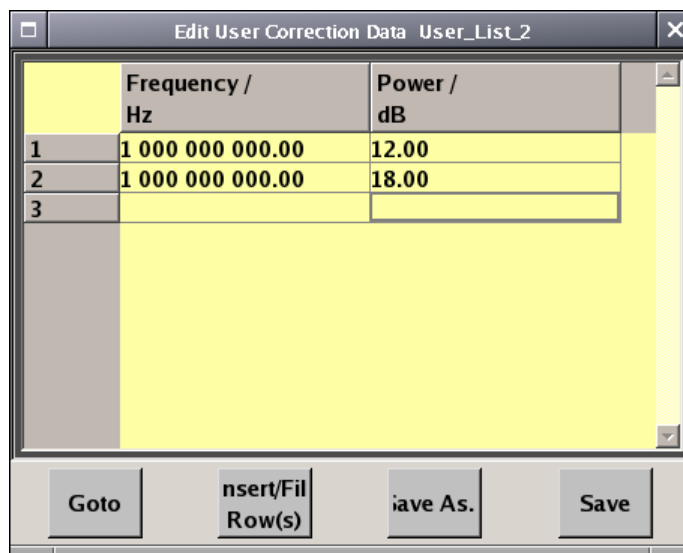 Edit User Correction Data User_List_2
Frequency / Power /
Hz dB
1 1 000 000 000.00 12.00
2 1 000 000 000.00 18.00
3
Goto nsert/Fil Row(s) Save As. Save